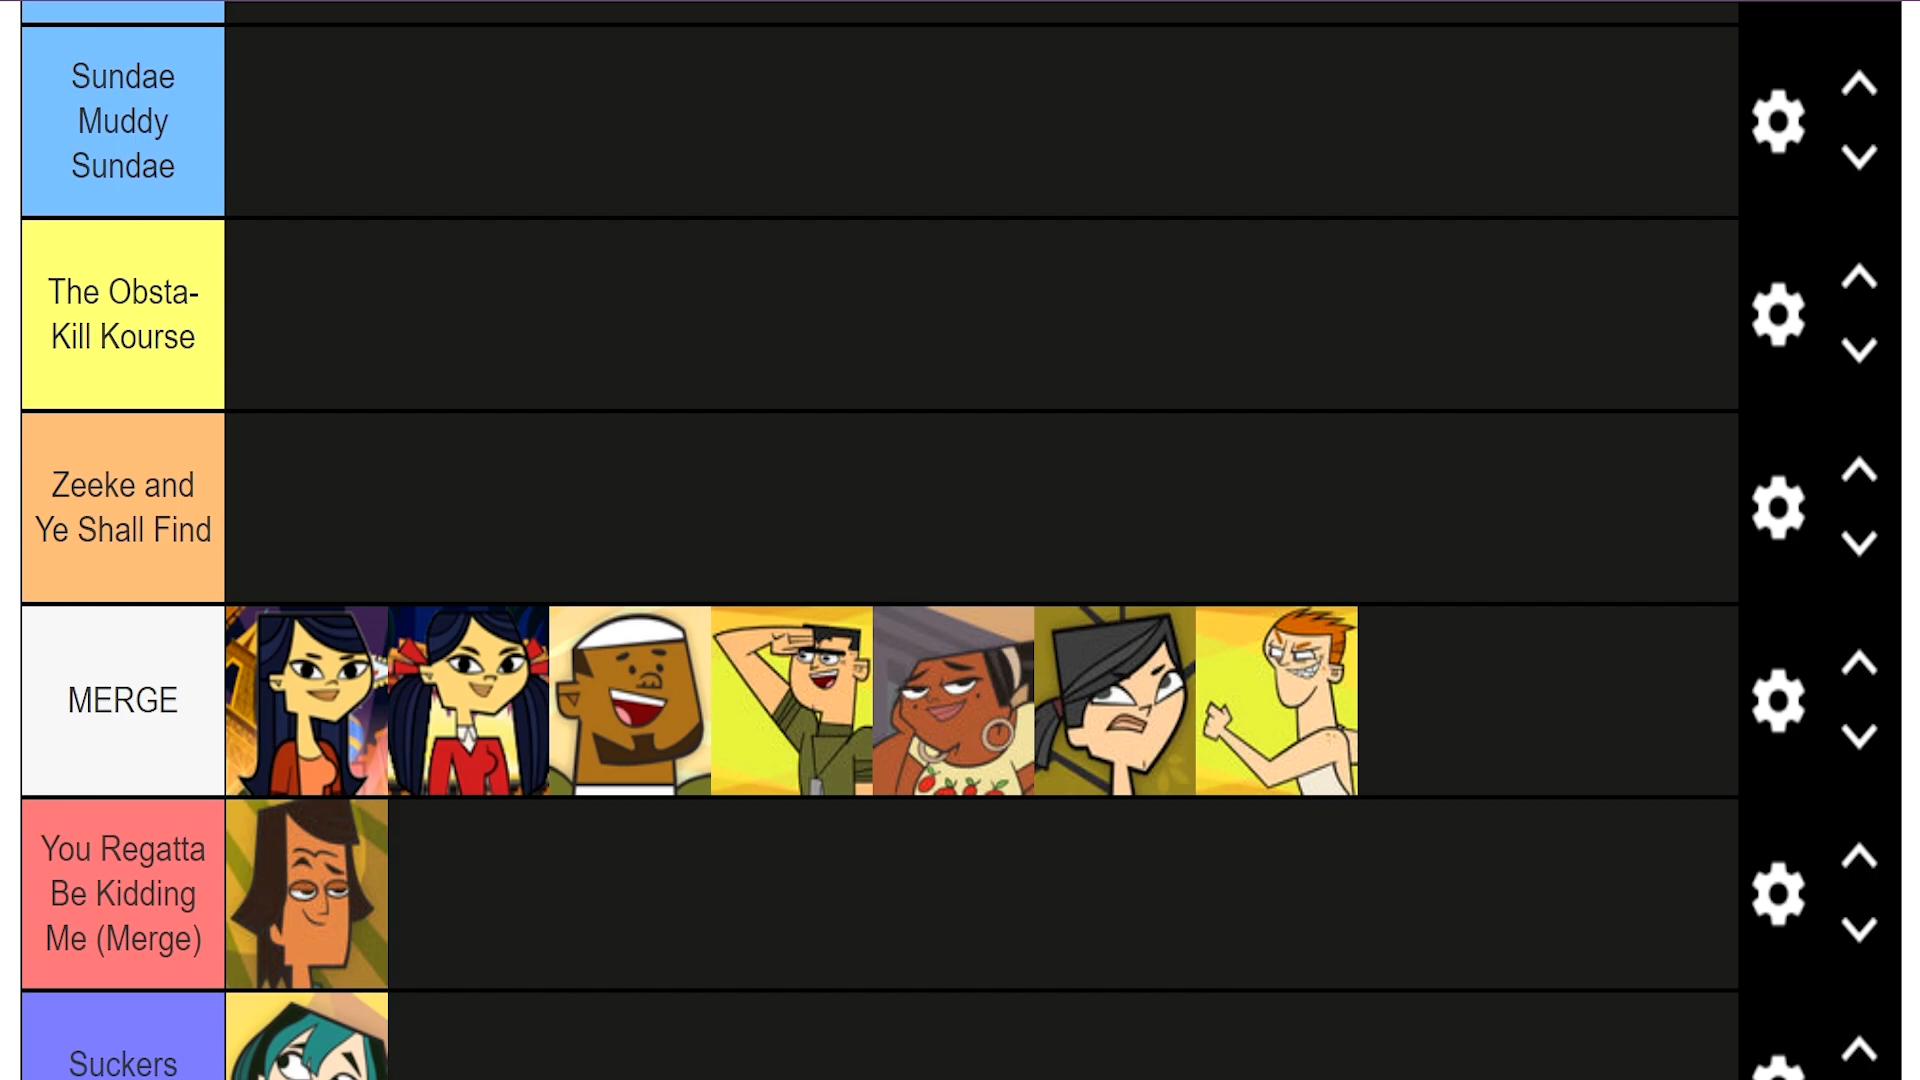 Sundae
Muddy
Sundae
The Obsta-
Kill Kourse
Zeeke and
Ye Shall Find
MERGE
You Regatta
Be Kidding
Me (Merge)
Suckers